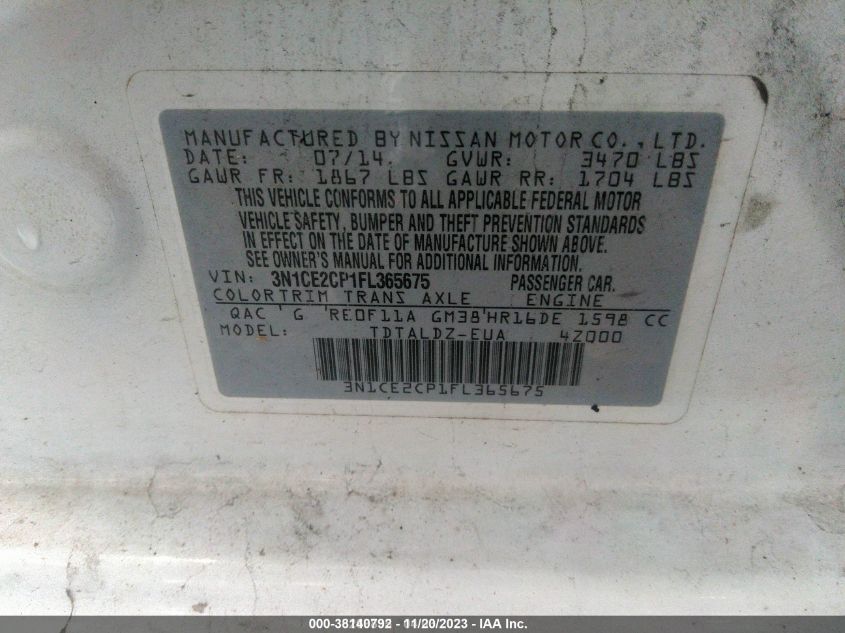 MANUFACTURED BY NISSAN MOTOR CO., LTD.
DATE: 07/14. GVWR: 3470 LBS
GAWR FR: 1867 LBS GAWR RR: 1704 LBS
THIS VEHICLE CONFORMS TO ALL APPLICABLE FEDERAL MOTOR
VEHICLE SAFETY, BUMPER AND THEFT PREVENTION STANDARDS
IN EFFECT ON THE DATE OF MANUFACTURE SHOWN ABOVE.
SEE OWNER'S MANUAL FOR ADDITIONAL INFORMATION.
VIN: 3N1CE2CP1FL365675 PASSENGER CAR.
COLORTRIM TRANS AXLE ENGINE
QAC ' G 'RE0F11A GM38'HR16DE 1598 CC
MODEL: TDTALDZ-EUA 4Z000
3N1CE2CP1FL365675
000-38140792 - 11/20/2023 - IAA Inc.